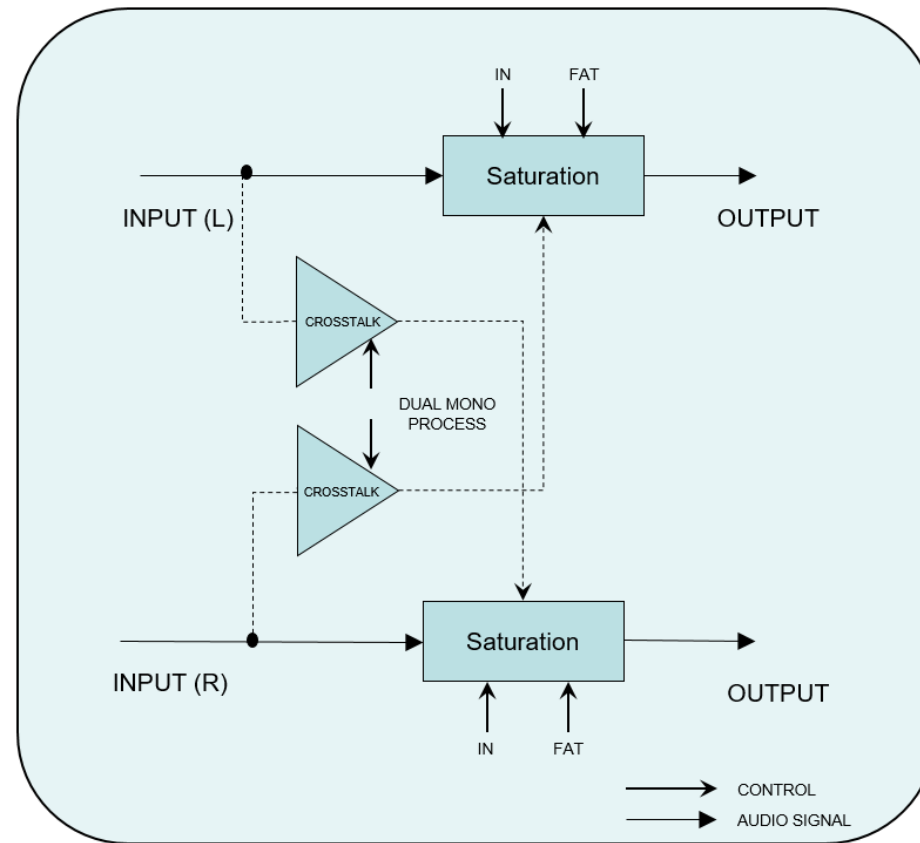 IN
FAT
Saturation
INPUT (L)
OUTPUT
CROSSTALK
DUAL MONO
PROCESS
CROSSTALK
Saturation
INPUT (R)
OUTPUT
IN
FAT
CONTROL
AUDIO SIGNAL